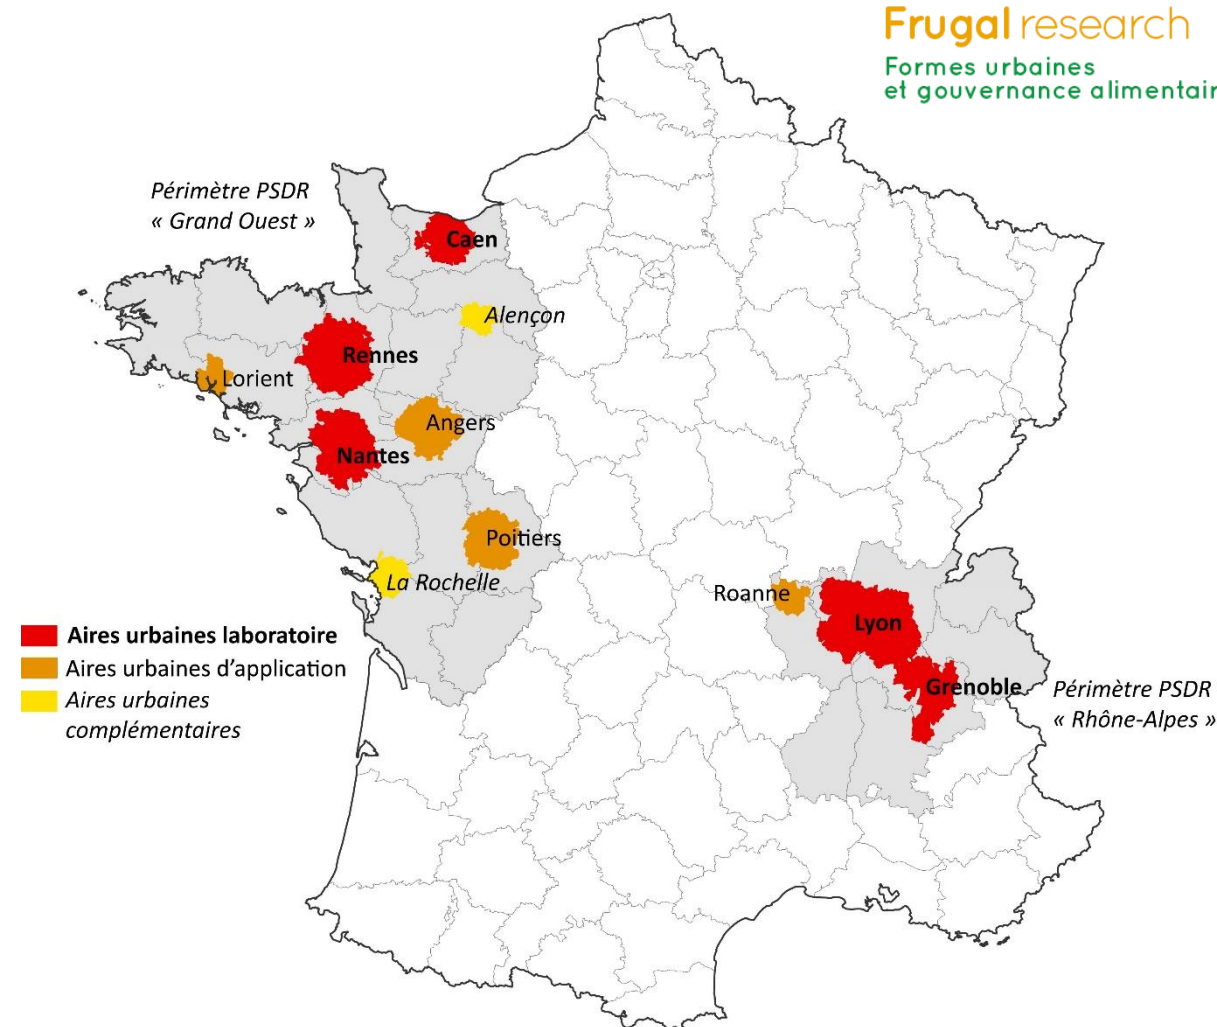 Frugal research
Formes urbaines
et gouvernance alimentair
Périmètre PSDR
« Grand Ouest »
Caen
Alençon
Rennes
Lorient
Angers
Nantes
Poitiers
La Rochelle
Roanne
Lyon
Grenoble
Périmètre PSDR
« Rhône-Alpes »
Aires urbaines laboratoire
Aires urbaines d'application
Aires urbaines
complémentaires